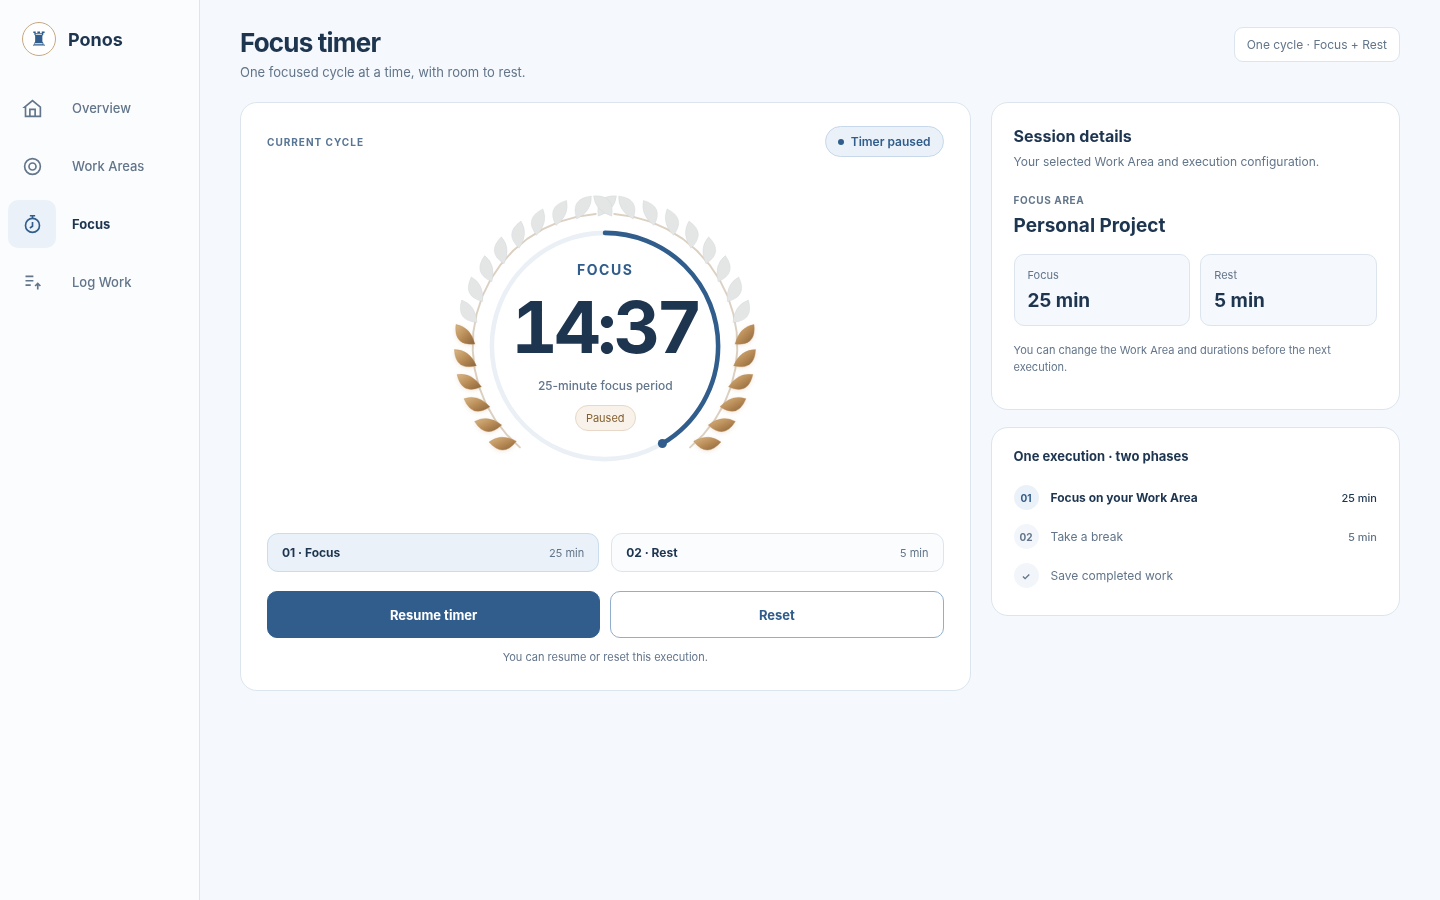 Ponos
Overview
Work Areas
Focus
Log Work
Focus timer
One focused cycle at a time, with room to rest.
One cycle · Focus + Rest
CURRENT CYCLE
Timer paused
FOCUS
14:37
25-minute focus period
Paused
01 · Focus
25 min
02 · Rest
5 min
Resume timer
Reset
You can resume or reset this execution.
Session details
Your selected Work Area and execution configuration.
FOCUS AREA
Personal Project
Focus
25 min
Rest
5 min
You can change the Work Area and durations before the next
execution.
One execution · two phases
01
Focus on your Work Area
25 min
02
Take a break
5 min
Save completed work